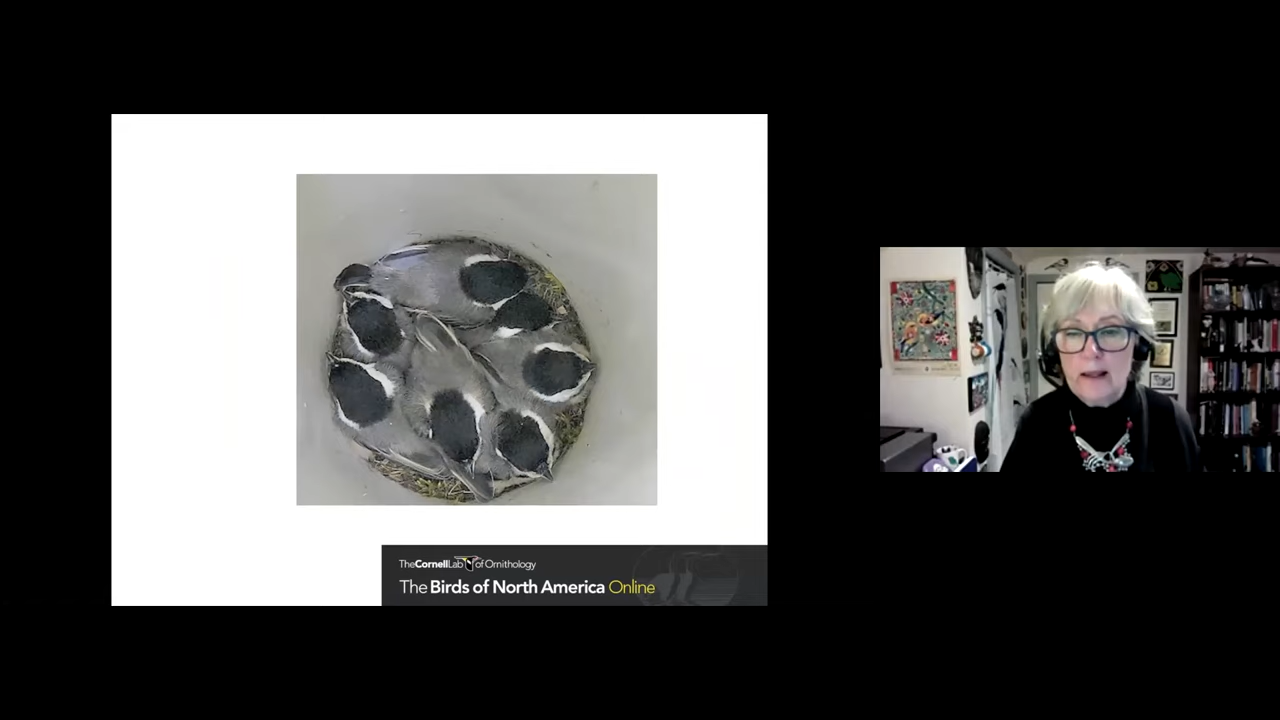 TheCornellLab of Ornithology
The Birds of North America Online